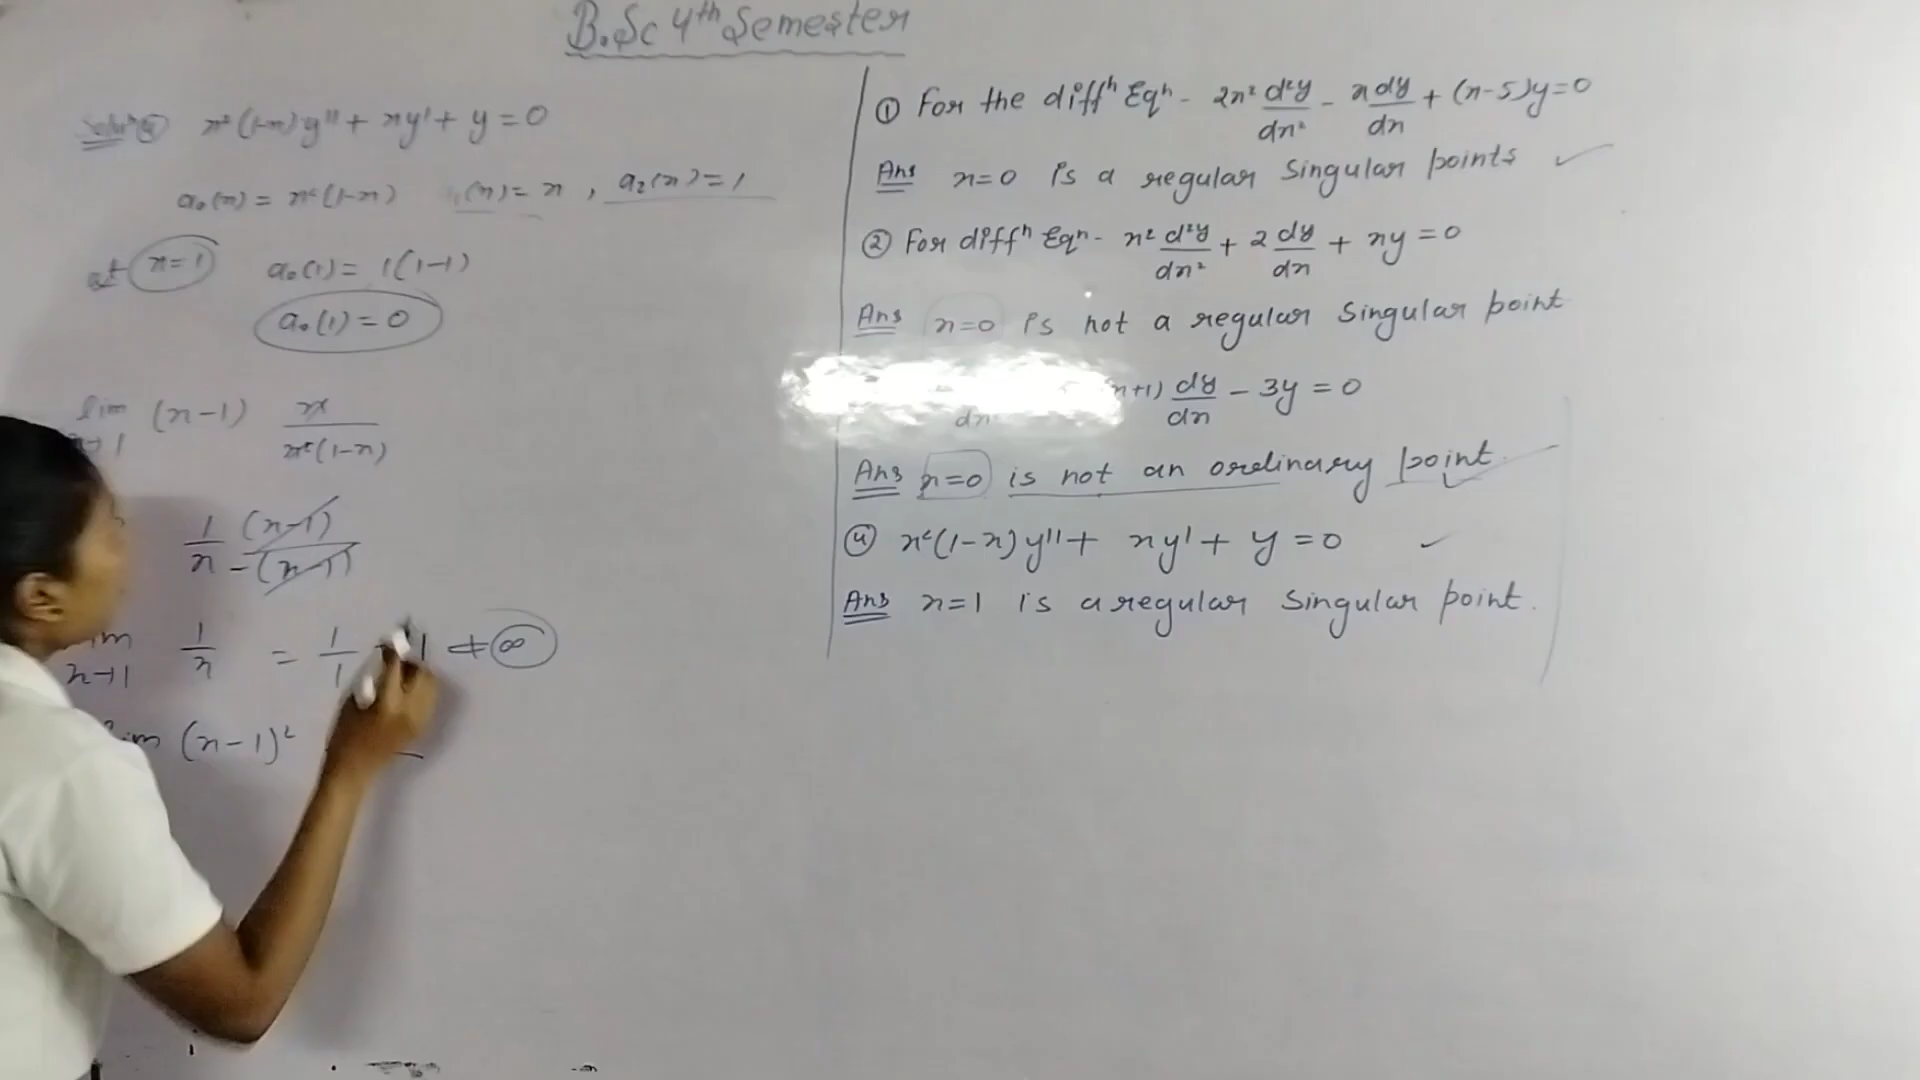 B.Sc 4th Semester
Soluⁿ④ x²(1-x)y'' + xy' + y = 0
a₀(x) = x²(1-x) ₁(x) = x , a₂(x) = 1
at x=1 a₀(1) = 1(1-1)
a₀(1) = 0
lim (x-1) x/x²(1-x)
→1
1/x (x-1)/-(x-1)
lim x→1 1/x = 1/1 = 1 ≠ ∞
lim (x-1)²
① For the diffⁿ Eqⁿ - 2x² d²y/dx² - x dy/dx + (x-5)y=0
Ans x=0 is a regular Singular points ✓
② For diffⁿ Eqⁿ - x² d²y/dx² + 2 dy/dx + xy = 0
Ans x=0 is not a regular Singular point
x+1) dy/dx - 3y = 0
Ans x=0 is not an ordinary point ✓
④ x²(1-x)y'' + xy' + y = 0 ✓
Ans x=1 is a regular Singular point.